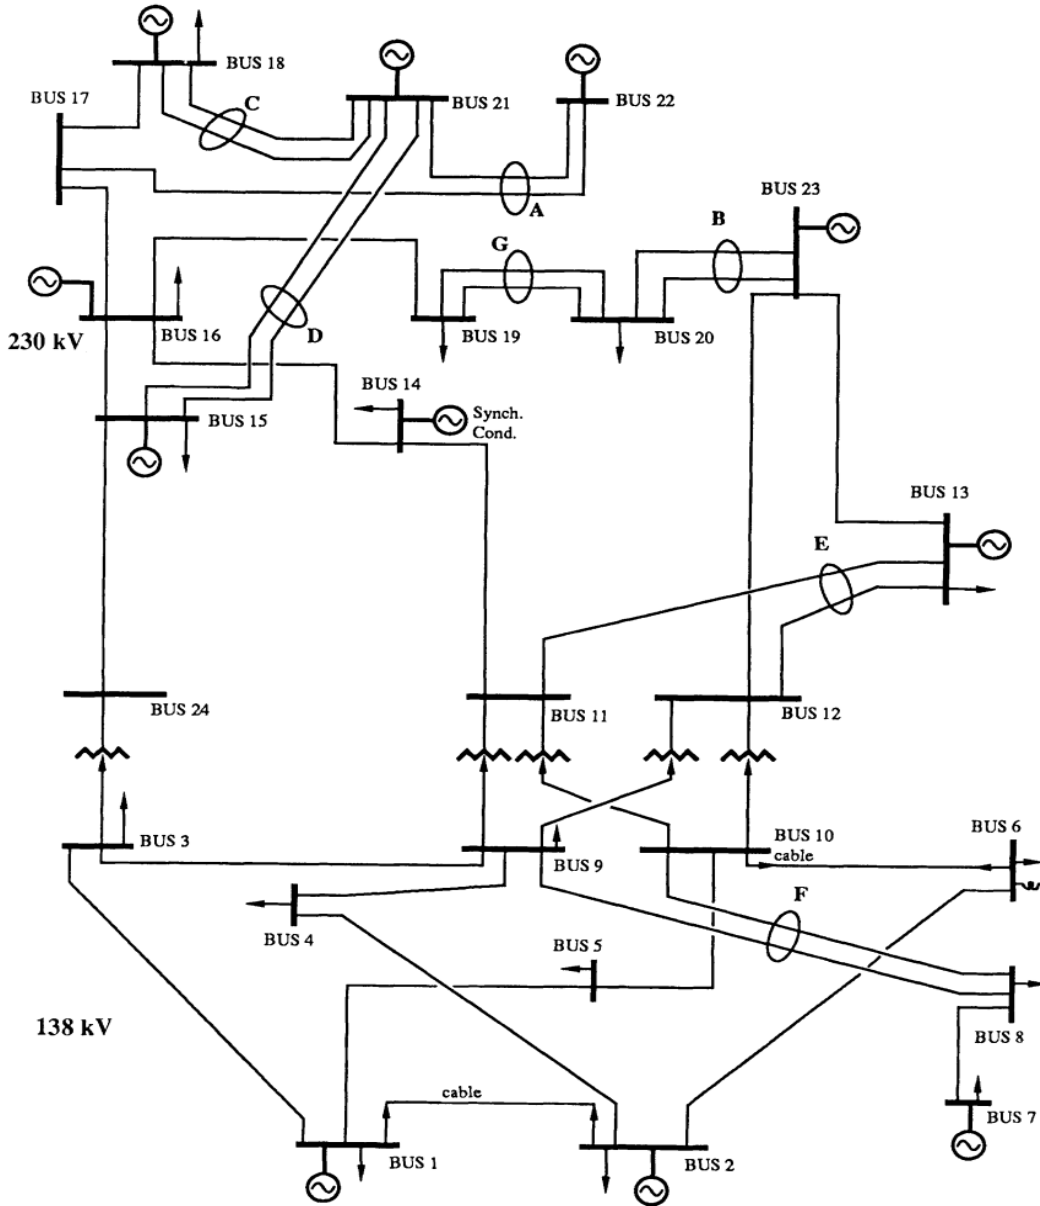 BUS 18
BUS 17
C
BUS 21
BUS 22
A
BUS 23
B
G
230 kV
BUS 16
D
BUS 19
BUS 20
BUS 14
Synch.
Cond.
BUS 15
BUS 13
E
BUS 24
BUS 11
BUS 12
BUS 3
BUS 9
BUS 10
cable
BUS 6
F
BUS 4
BUS 5
138 kV
BUS 8
cable
BUS 7
BUS 1
BUS 2